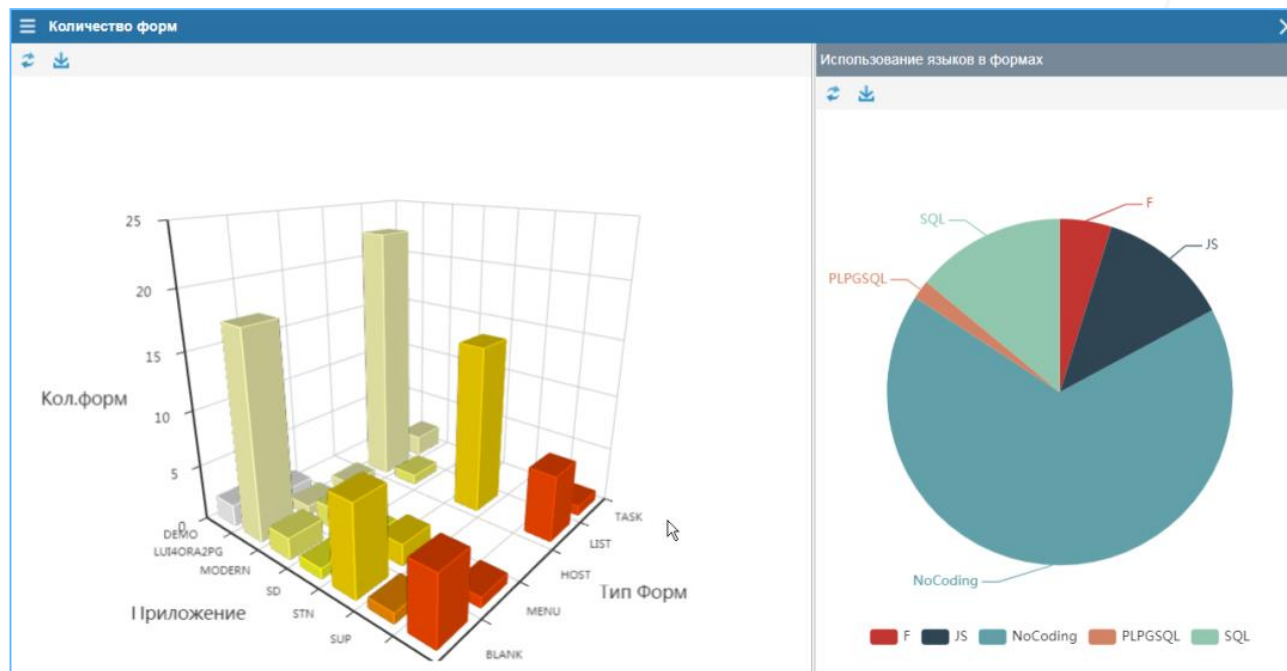 Количество форм
Использование языков в формах
25
20
15
10
5
0
Кол.форм
DEMO
LUI4ORA2PG
MODERN
SD
STN
SUP
Приложение
BLANK
MENU
HOST
LIST
TASK
Тип Форм
F
JS
SQL
PLPGSQL
NoCoding
F JS NoCoding PLPGSQL SQL